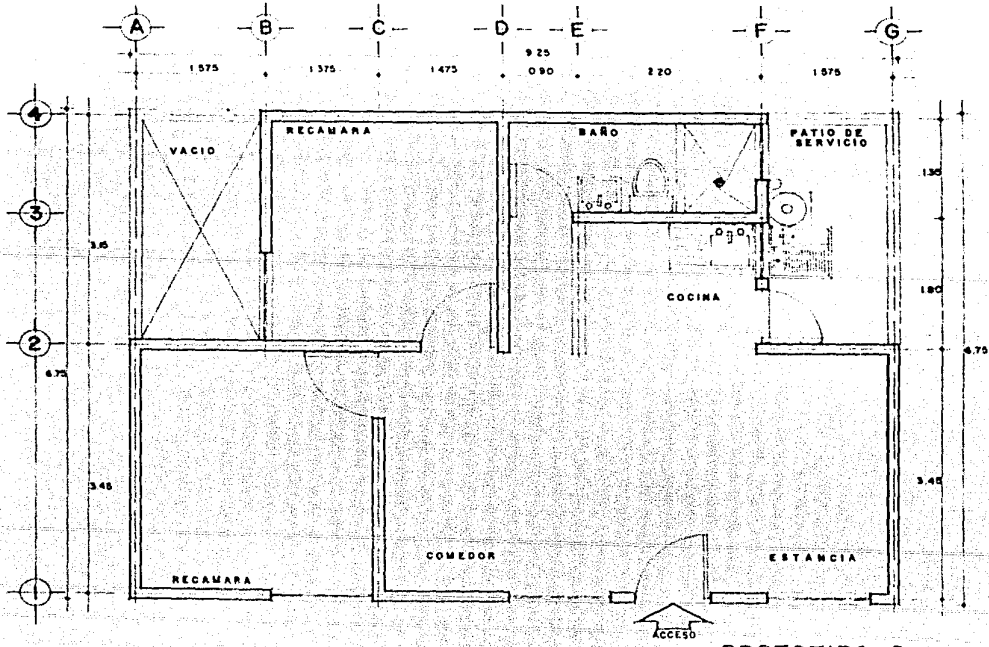 A B C D E F G
9.25
1.575 1.375 1.475 0.90 2.20 1.575
4
RECAMARA BAÑO PATIO DE
SERVICIO
VACIO
1.35
3
3.15
COCINA
1.80
2
6.75 6.75
3.45 3.45
COMEDOR ESTANCIA
RECAMARA
1
ACCESO